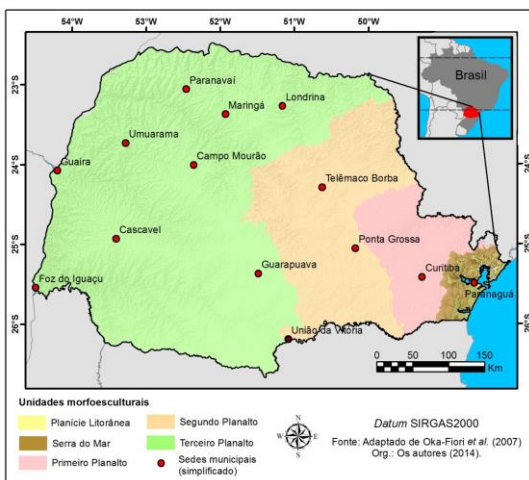 54°W
53°W
52°W
51°W
50°W
23°S
24°S
25°S
26°S
Brasil
Paranavaí
Londrina
Maringá
Umuarama
Campo Mourão
Guaira
Telêmaco Borba
Cascavel
Ponta Grossa
Guarapuava
Curitiba
Foz do Iguaçu
Paranaguá
União da Vitória
24°S
25°S
26°S
0 50 100 150
Km
Unidades morfoesculturais
Planície Litorânea
Serra do Mar
Primeiro Planalto
Segundo Planalto
Terceiro Planalto
Sedes municipais
(simplificado)
N
W
E
S
Datum SIRGAS2000
Fonte: Adaptado de Oka-Fiori et al. (2007)
Org.: Os autores (2014).